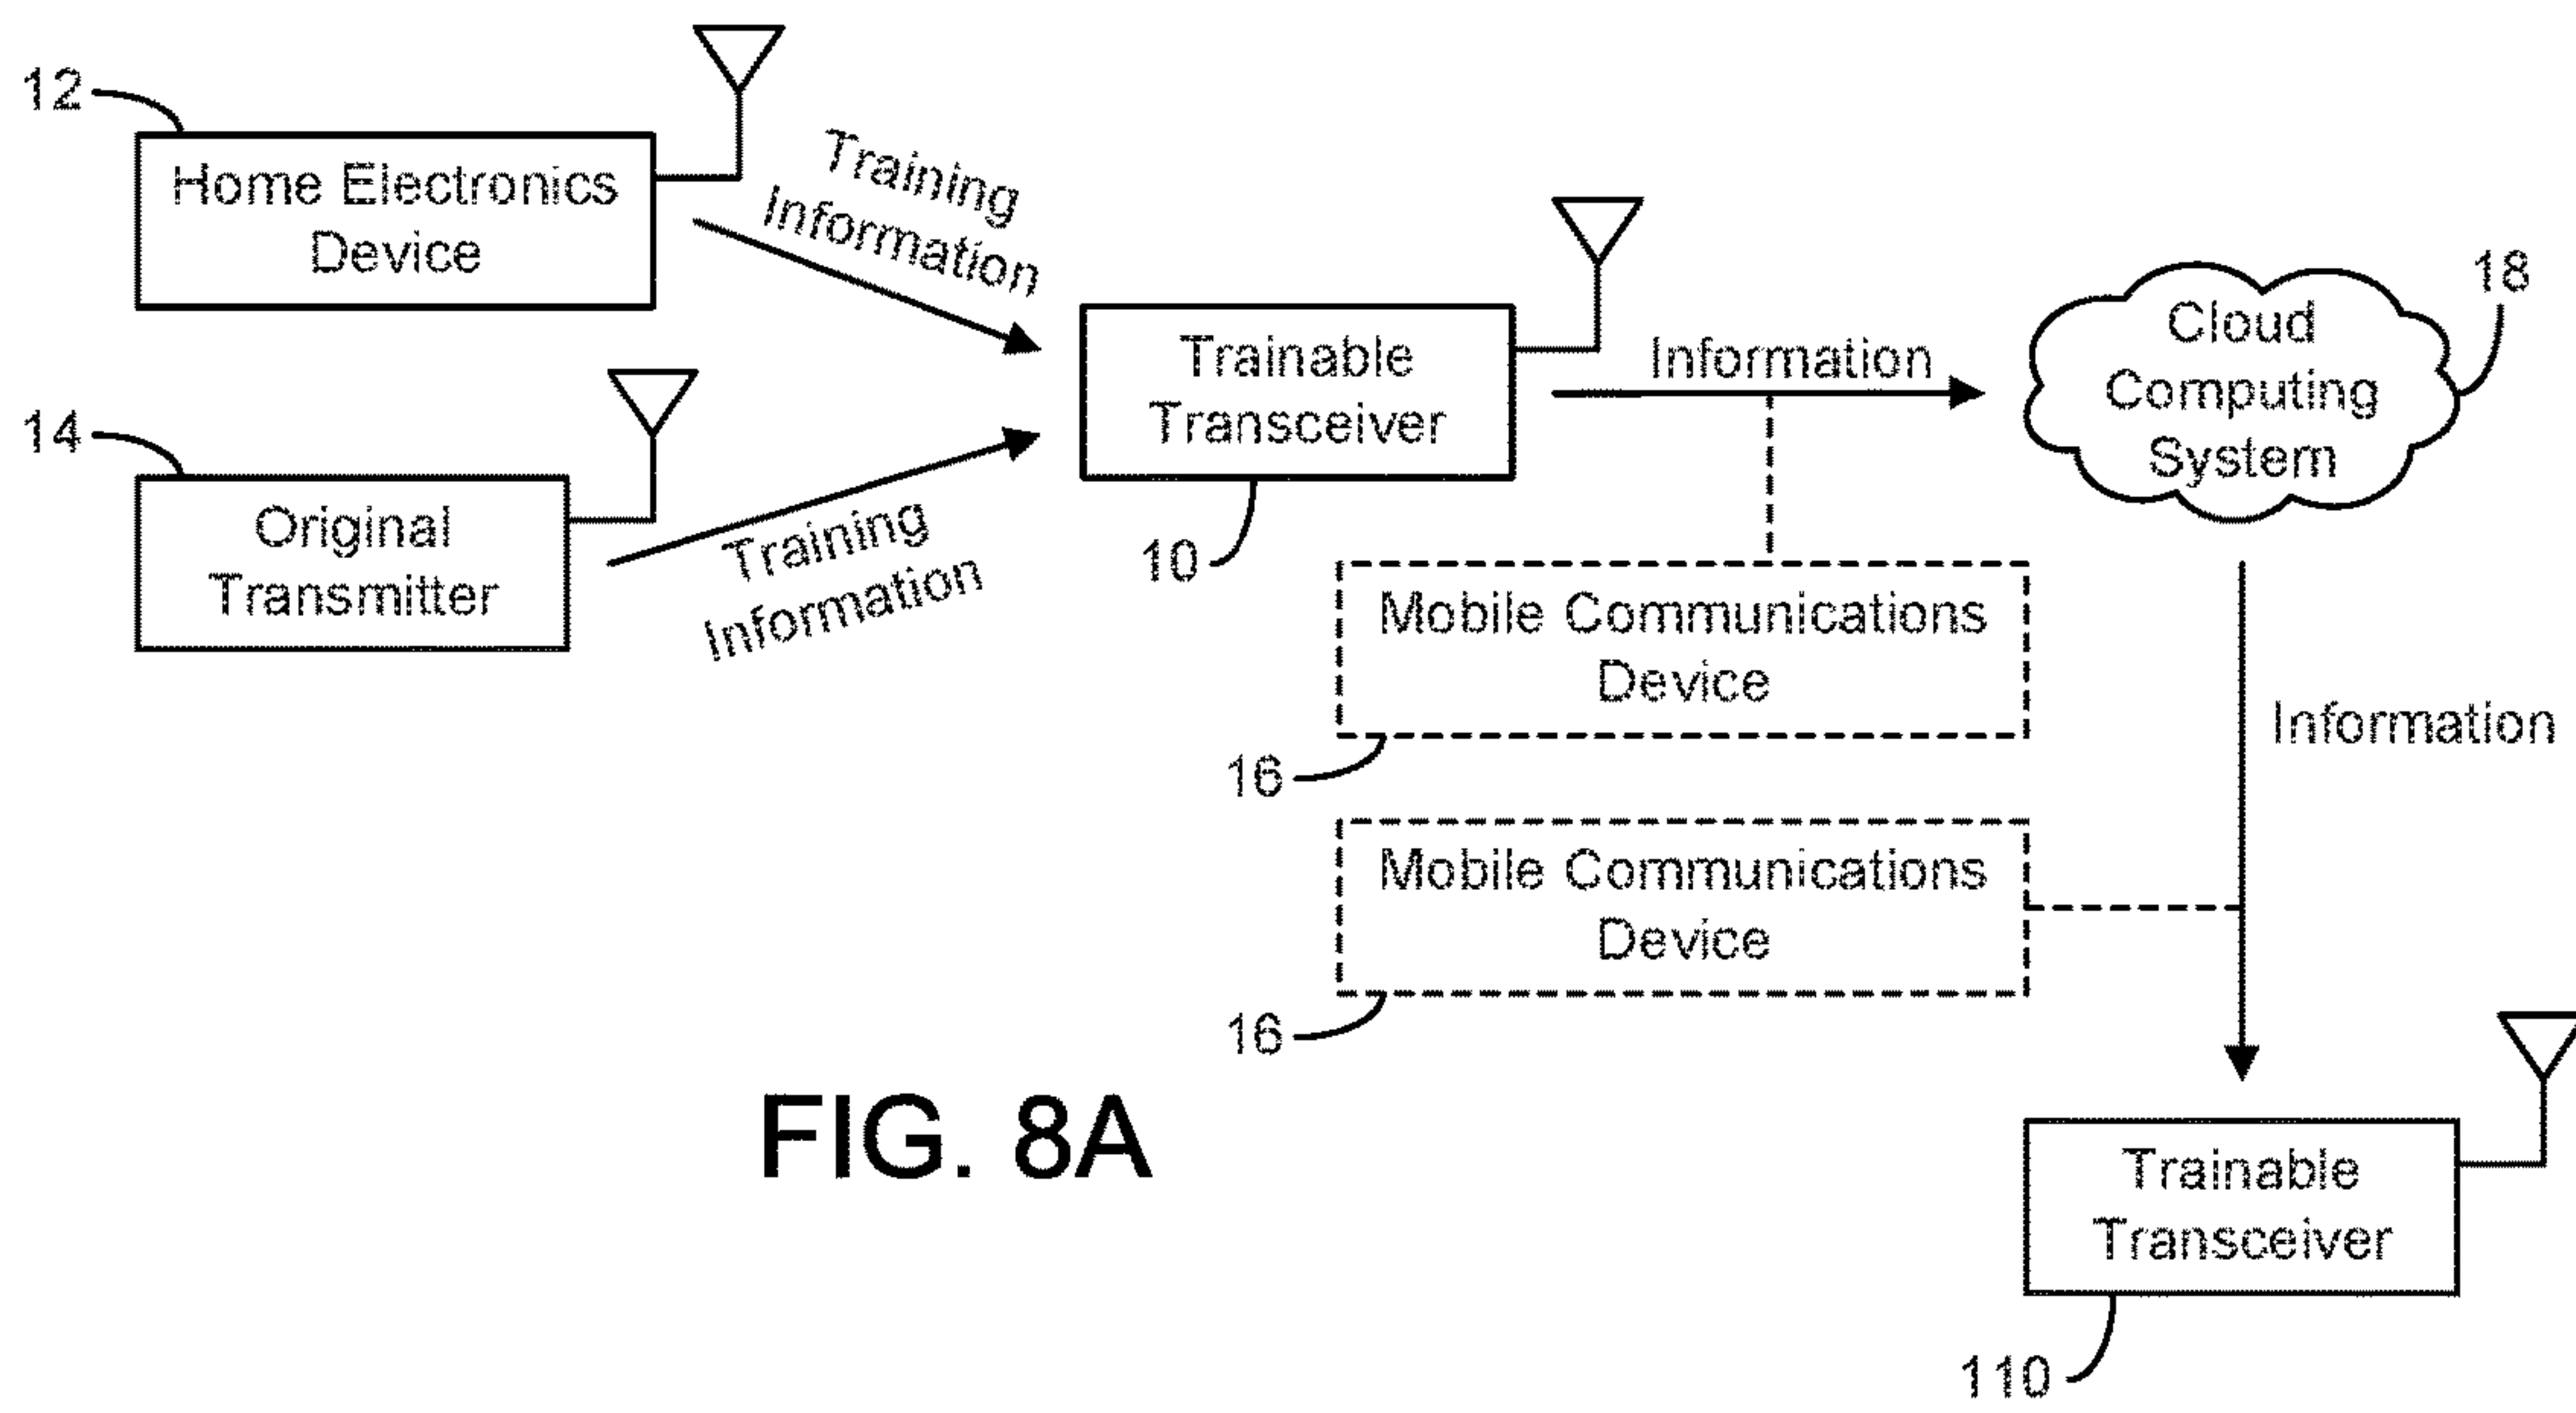 12
Home Electronics
Device
Training
Information
14
Original
Transmitter
Training
Information
Trainable
Transceiver
10
Information
Cloud
Computing
System
18
Mobile Communications
Device
16
Information
Mobile Communications
Device
16
Trainable
Transceiver
110
FIG. 8A